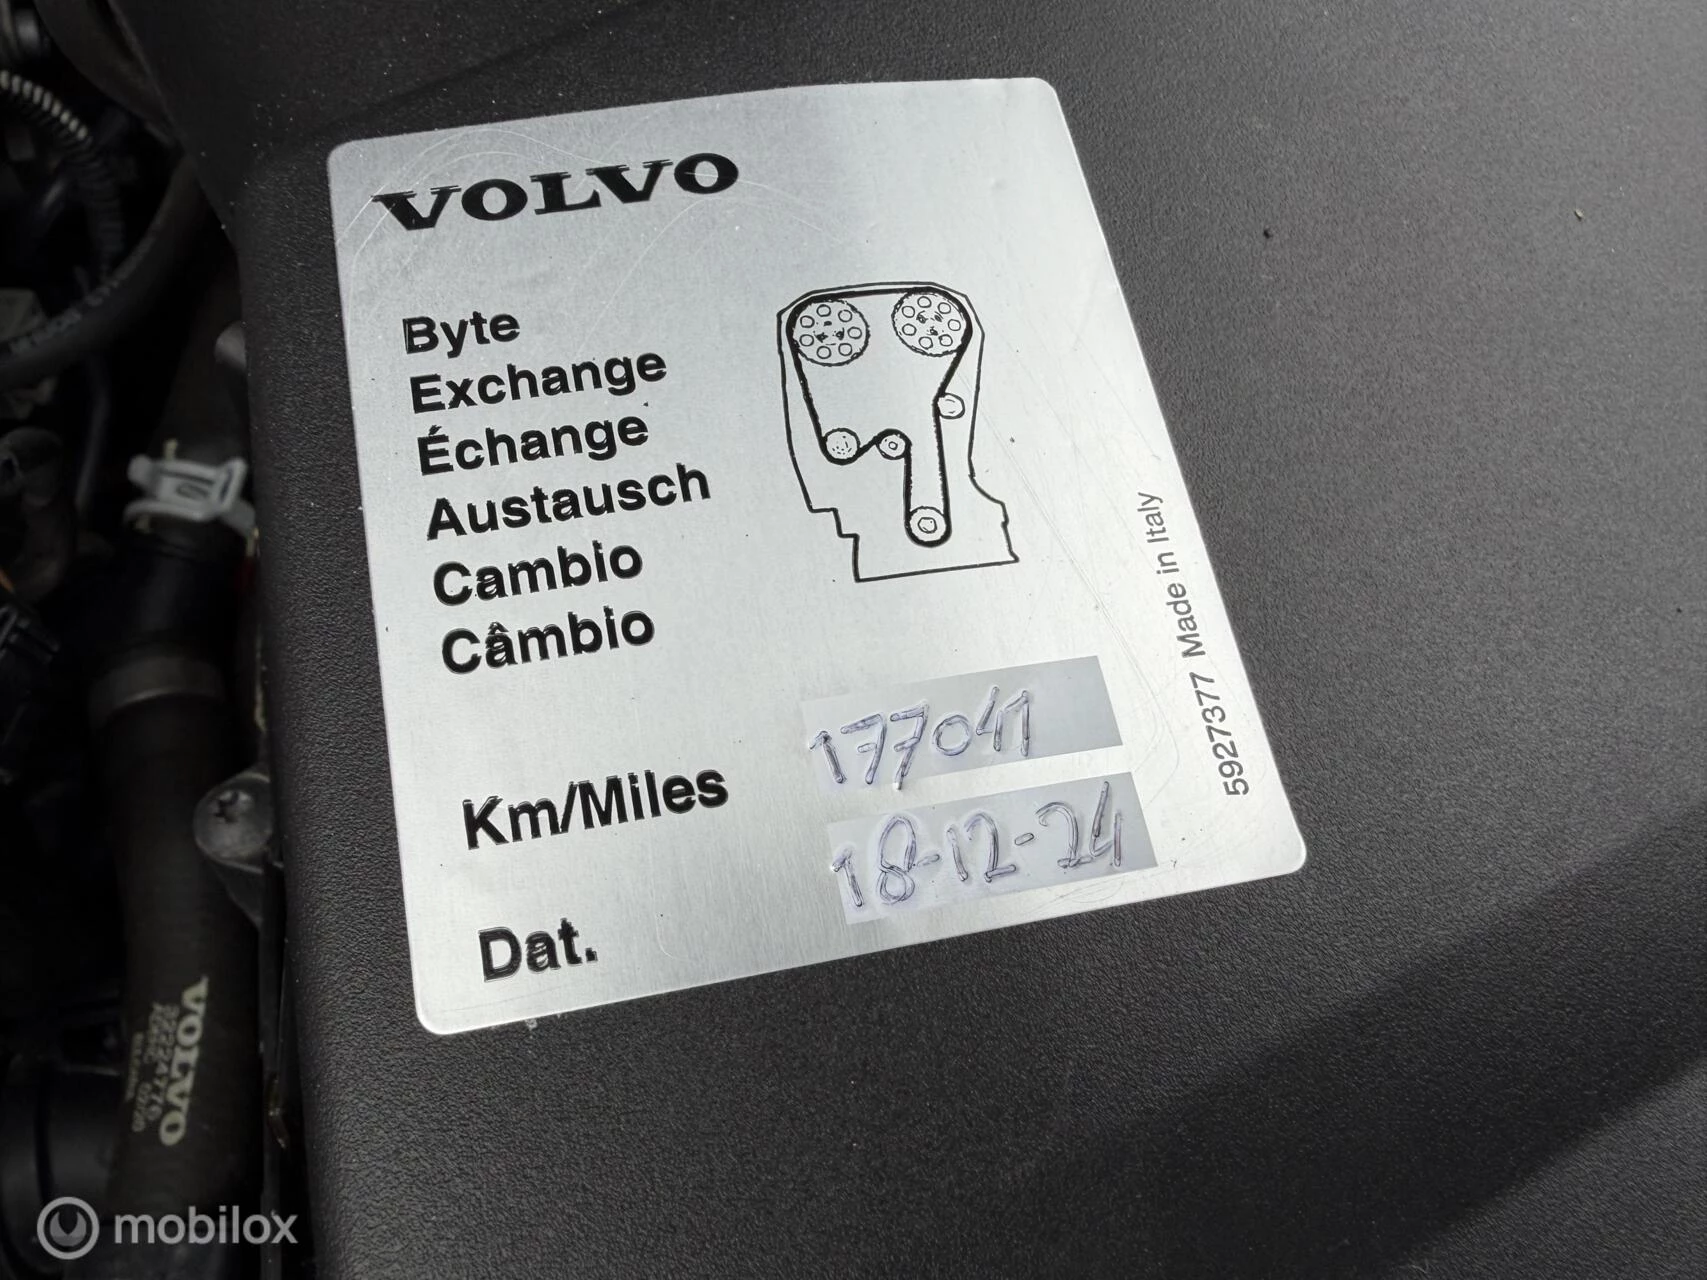 VOLVO
Byte
Exchange
Échange
Austausch
Cambio
Câmbio
Km/Miles 177041
Dat. 18-12-24
5927377 Made in Italy
VOLVO
mobilox